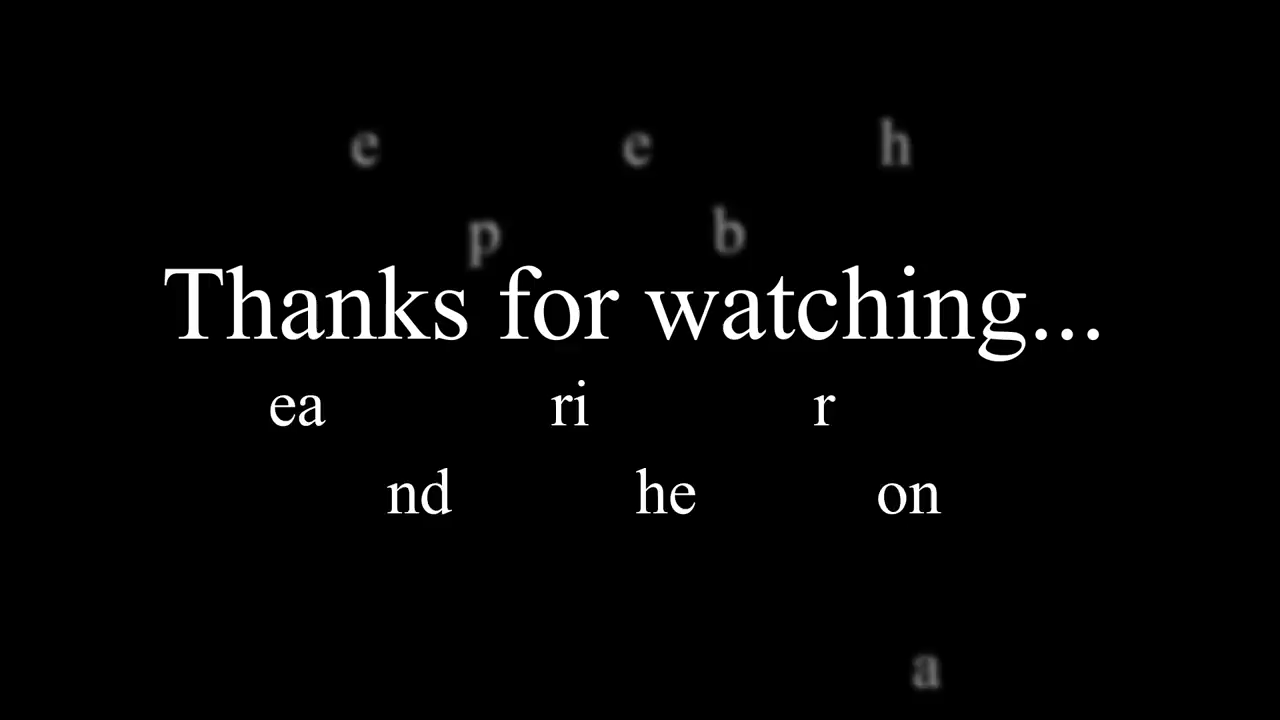 e e h
p b
Thanks for watching...
ea ri r
nd he on
a